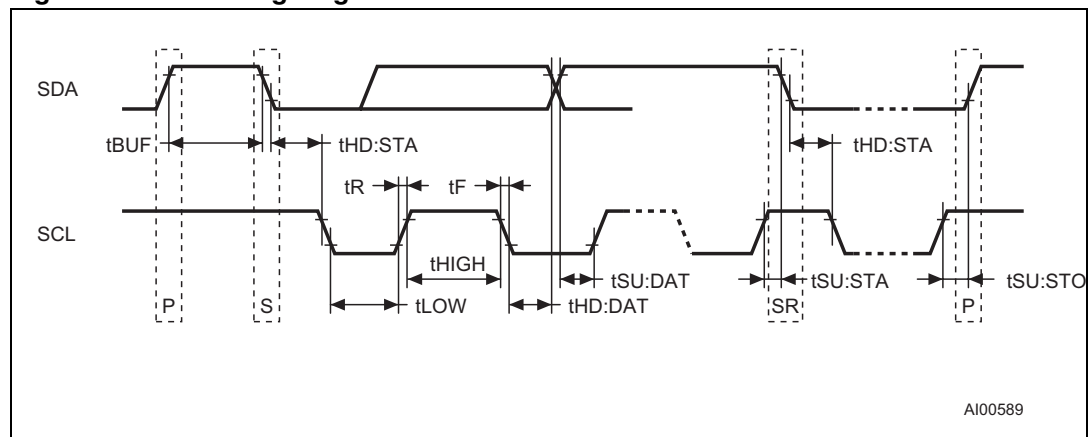 SDA
tBUF
tHD:STA
tHD:STA
tR
tF
SCL
tHIGH
tSU:DAT
tSU:STA
tSU:STO
P
S
tLOW
tHD:DAT
SR
P
AI00589